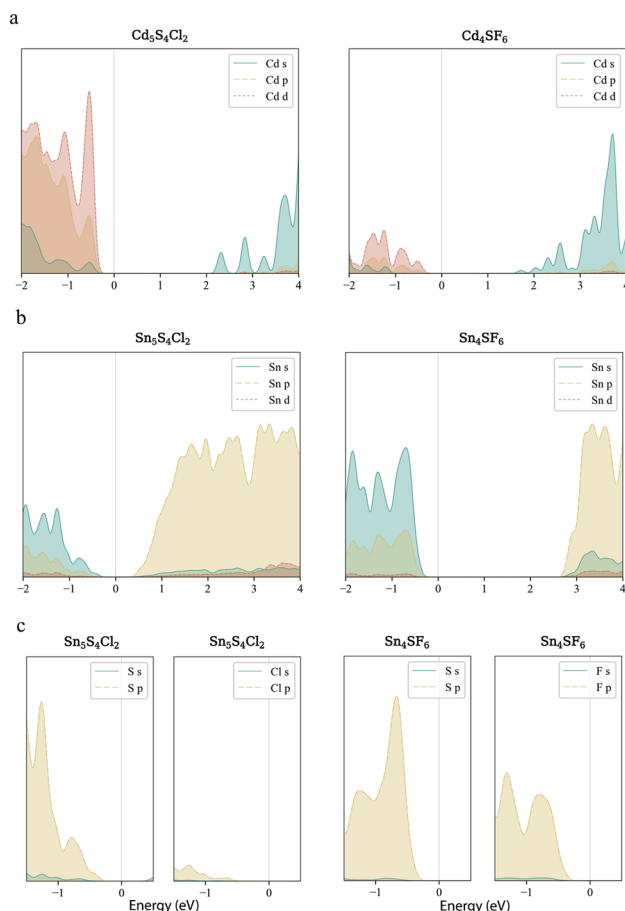 a
Cd₅S₄Cl₂
Cd₄SF₆
Cd s
Cd p
Cd d
Cd s
Cd p
Cd d
−2 −1 0 1 2 3 4
−2 −1 0 1 2 3 4
b
Sn₅S₄Cl₂
Sn₄SF₆
Sn s
Sn p
Sn d
Sn s
Sn p
Sn d
−2 −1 0 1 2 3 4
−2 −1 0 1 2 3 4
c
Sn₅S₄Cl₂
Sn₅S₄Cl₂
Sn₄SF₆
Sn₄SF₆
S s
S p
Cl s
Cl p
S s
S p
F s
F p
−1 0
−1 0
−1 0
−1 0
Energy (eV)
Energy (eV)